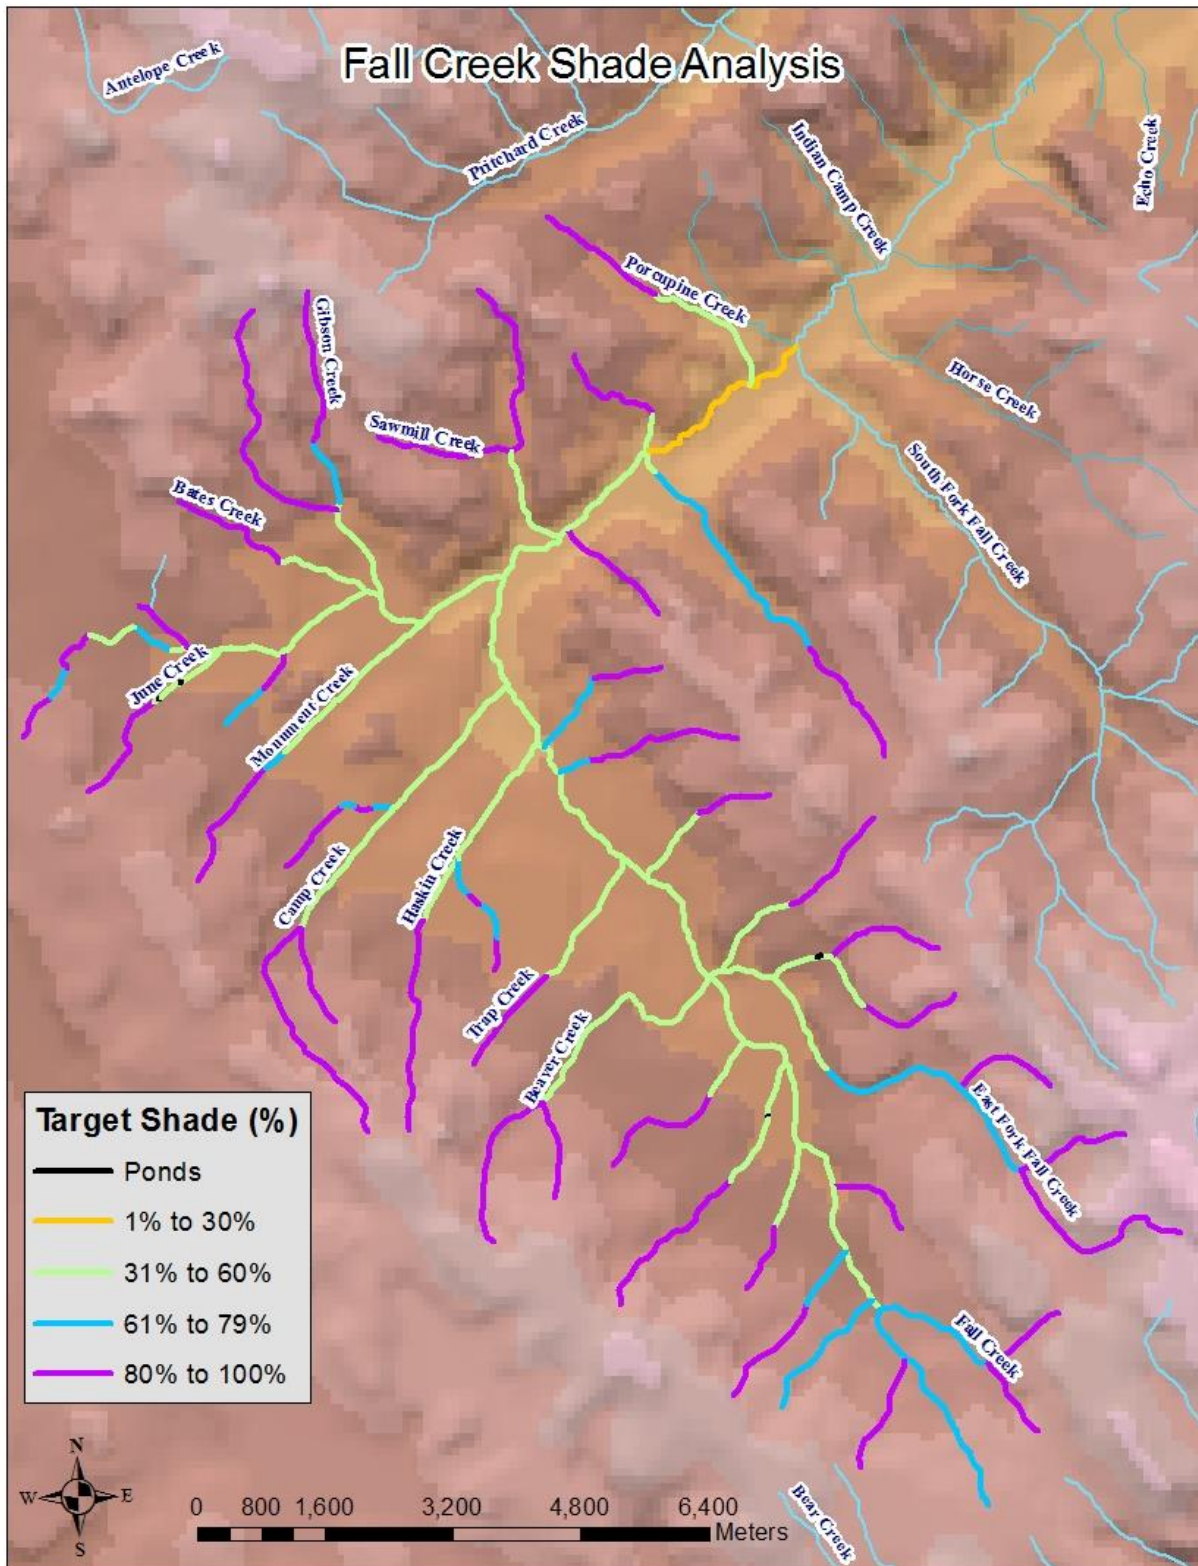 Fall Creek Shade Analysis
Antelope Creek
Pritchard Creek
Indian Camp Creek
Echo Creek
Porcupine Creek
Gibson Creek
Horse Creek
Sawmill Creek
South Fork Fall Creek
Bates Creek
June Creek
Monument Creek
Camp Creek
Haskin Creek
Trap Creek
Beaver Creek
East Fork Fall Creek
Fall Creek
Bear Creek
Target Shade (%)
Ponds
1% to 30%
31% to 60%
61% to 79%
80% to 100%
N
W E
S
0 800 1,600 3,200 4,800 6,400
Meters